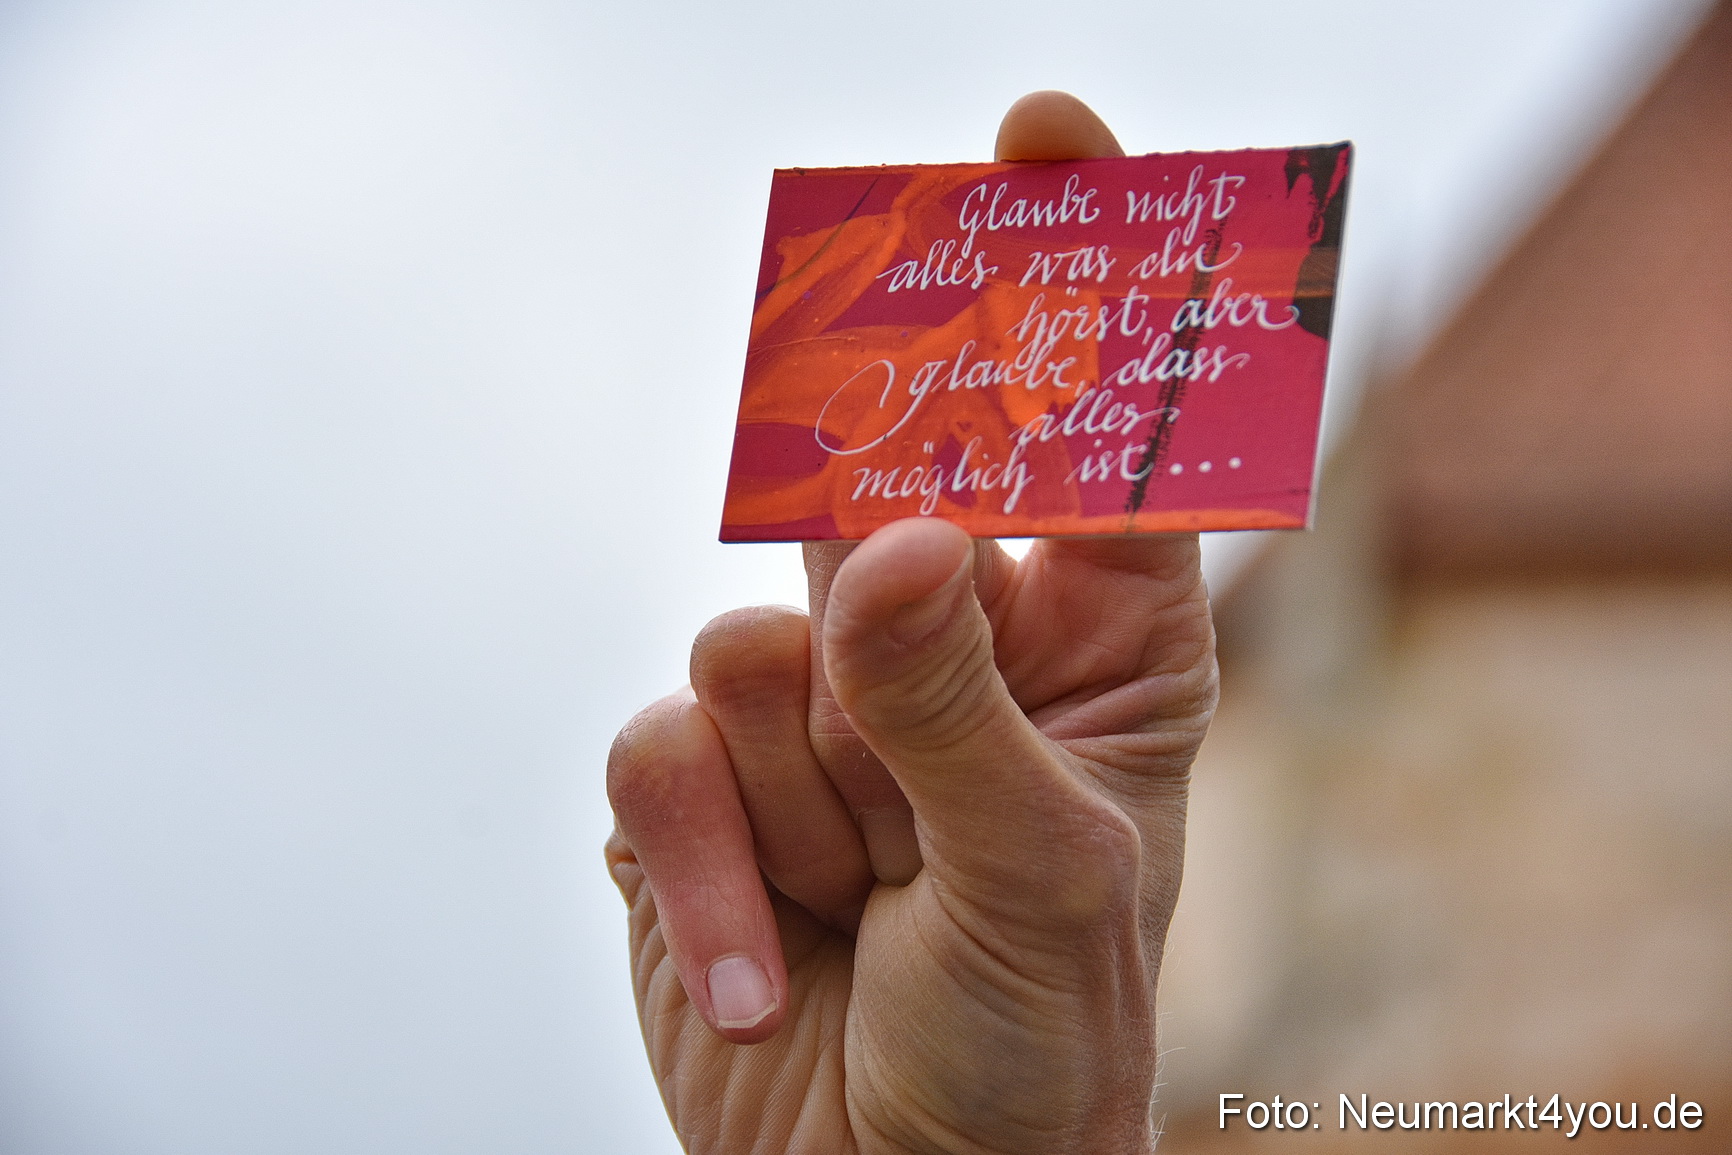 Glaube nicht
alles was du
hörst, aber
glaube, dass
alles
möglich ist...
Foto: Neumarkt4you.de